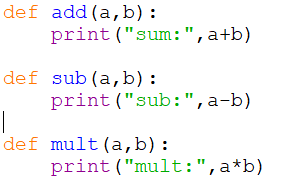 def add(a,b):
    print("sum:",a+b)
def sub(a,b):
    print("sub:",a-b)
def mult(a,b):
    print("mult:",a*b)